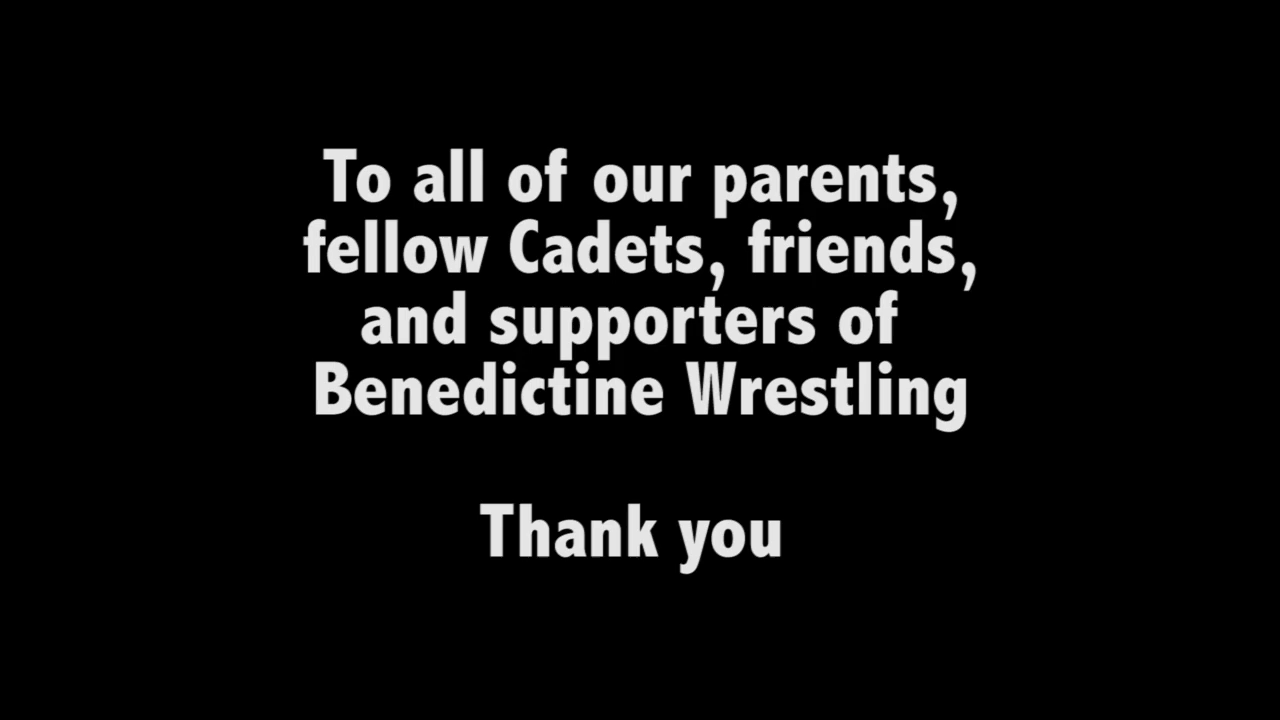 To all of our parents,
fellow Cadets, friends,
and supporters of
Benedictine Wrestling
Thank you